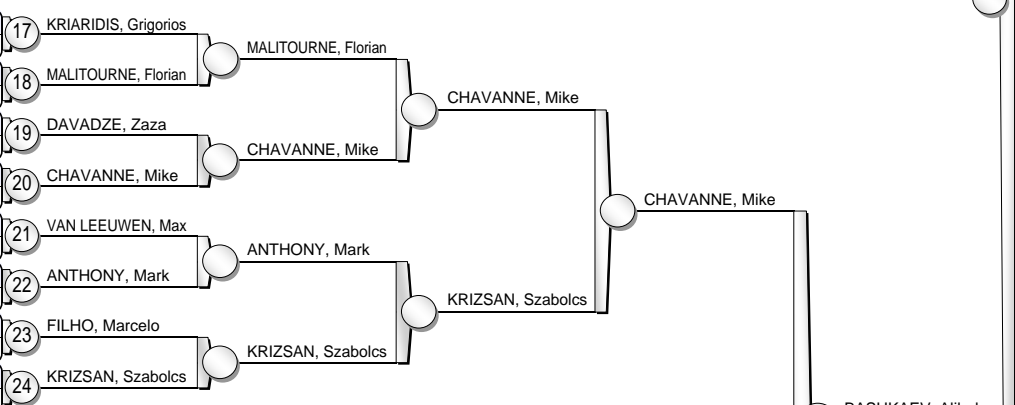 17 KRIARIDIS, Grigorios
18 MALITOURNE, Florian
19 DAVADZE, Zaza
20 CHAVANNE, Mike
21 VAN LEEUWEN, Max
22 ANTHONY, Mark
23 FILHO, Marcelo
24 KRIZSAN, Szabolcs
MALITOURNE, Florian
CHAVANNE, Mike
ANTHONY, Mark
KRIZSAN, Szabolcs
CHAVANNE, Mike
KRIZSAN, Szabolcs
CHAVANNE, Mike